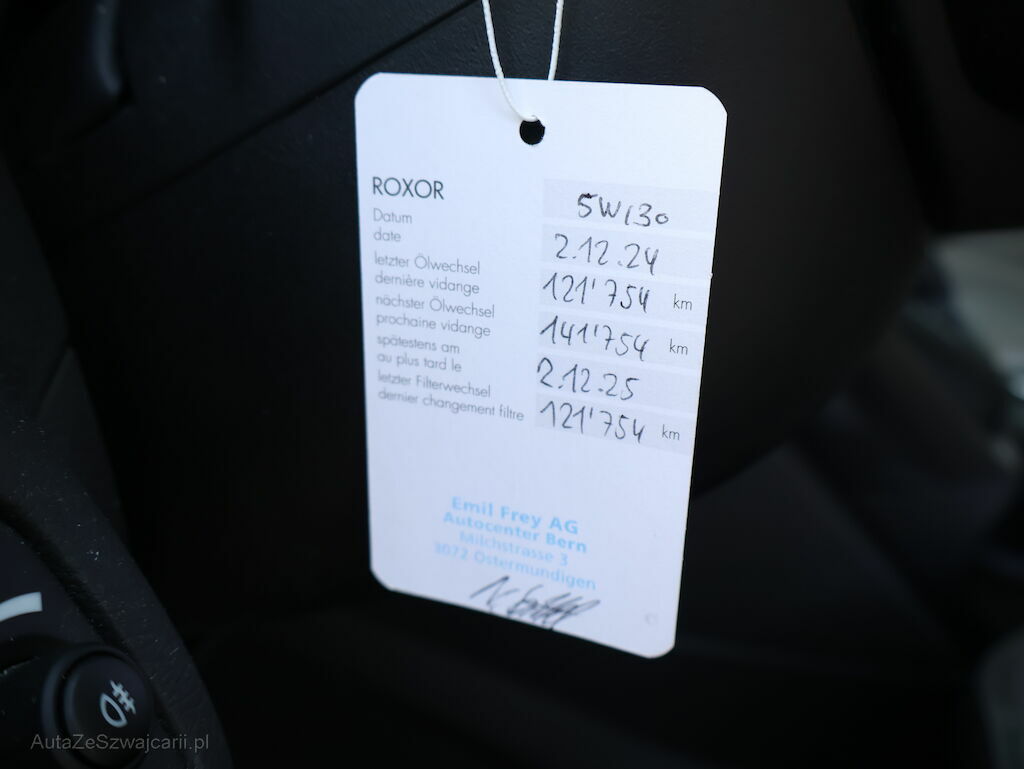 ROXOR 5W/30
Datum
date 2.12.24
letzter Ölwechsel
dernière vidange 121'754 km
nächster Ölwechsel
prochaine vidange 141'754 km
spätestens am
au plus tard le 2.12.25
letzter Filterwechsel
dernier changement filtre 121'754 km
Emil Frey AG
Autocenter Bern
Milchstrasse 3
3072 Ostermundigen
AutaZeSzwajcarii.pl